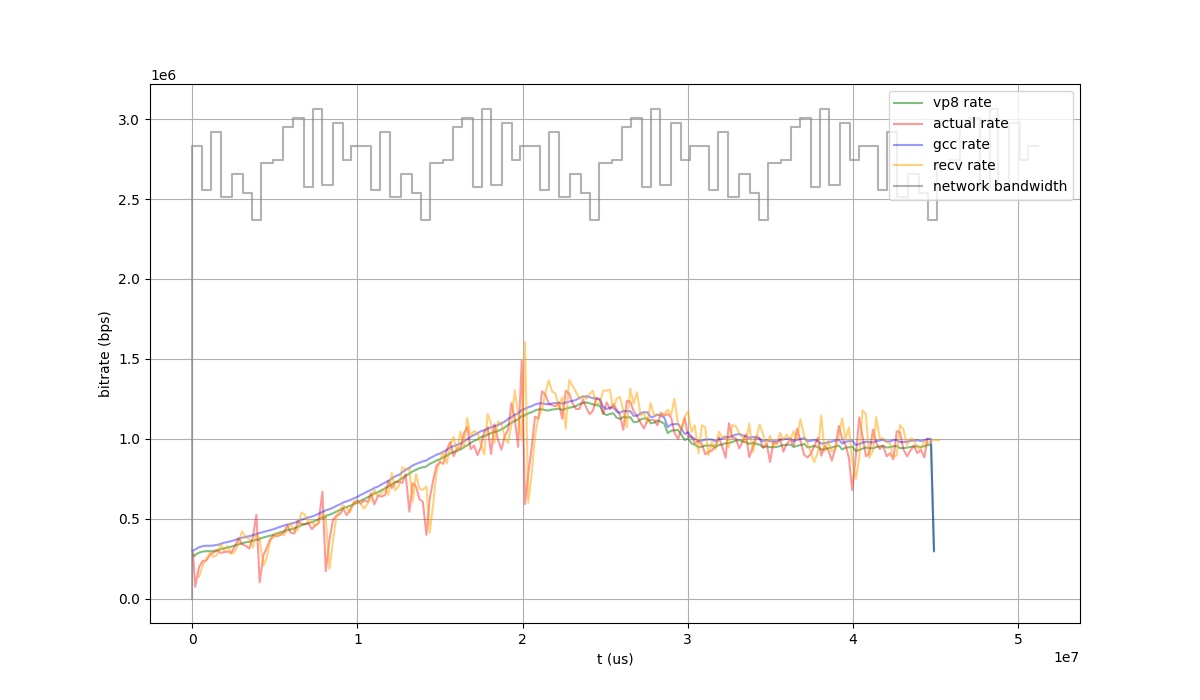 1e6
3.0
2.5
2.0
1.5
1.0
0.5
0.0
bitrate (bps)
vp8 rate
actual rate
gcc rate
recv rate
network bandwidth
0 1 2 3 4 5
t (us)
1e7